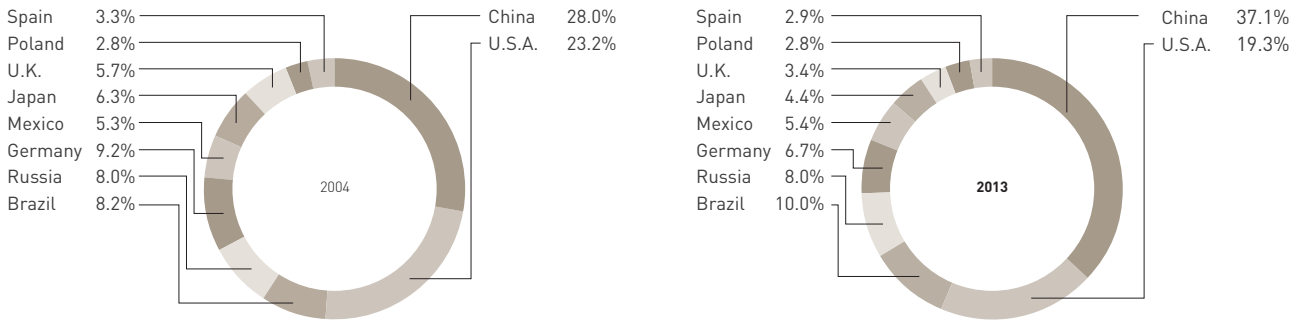 Spain 3.3%
Poland 2.8%
U.K. 5.7%
Japan 6.3%
Mexico 5.3%
Germany 9.2%
Russia 8.0%
Brazil 8.2%
China 28.0%
U.S.A. 23.2%
2004
Spain 2.9%
Poland 2.8%
U.K. 3.4%
Japan 4.4%
Mexico 5.4%
Germany 6.7%
Russia 8.0%
Brazil 10.0%
China 37.1%
U.S.A. 19.3%
2013